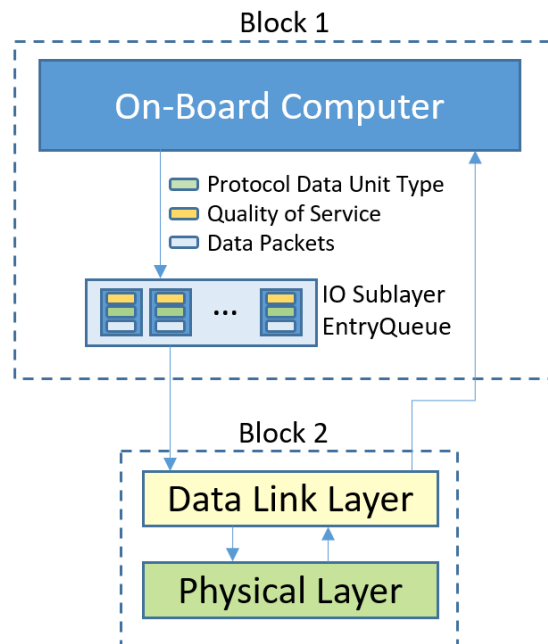 Block 1
On-Board Computer
Protocol Data Unit Type
Quality of Service
Data Packets
...
IO Sublayer
EntryQueue
Block 2
Data Link Layer
Physical Layer